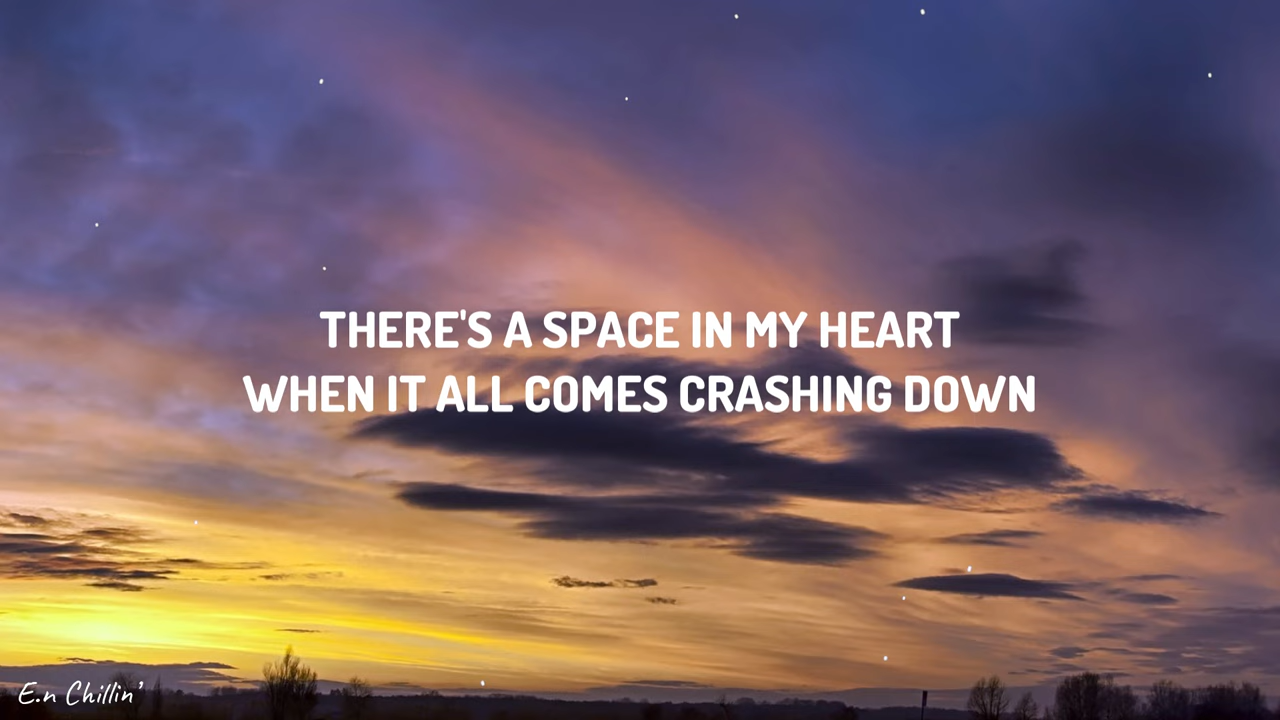 THERE'S A SPACE IN MY HEART
WHEN IT ALL COMES CRASHING DOWN
E.n Chillin'